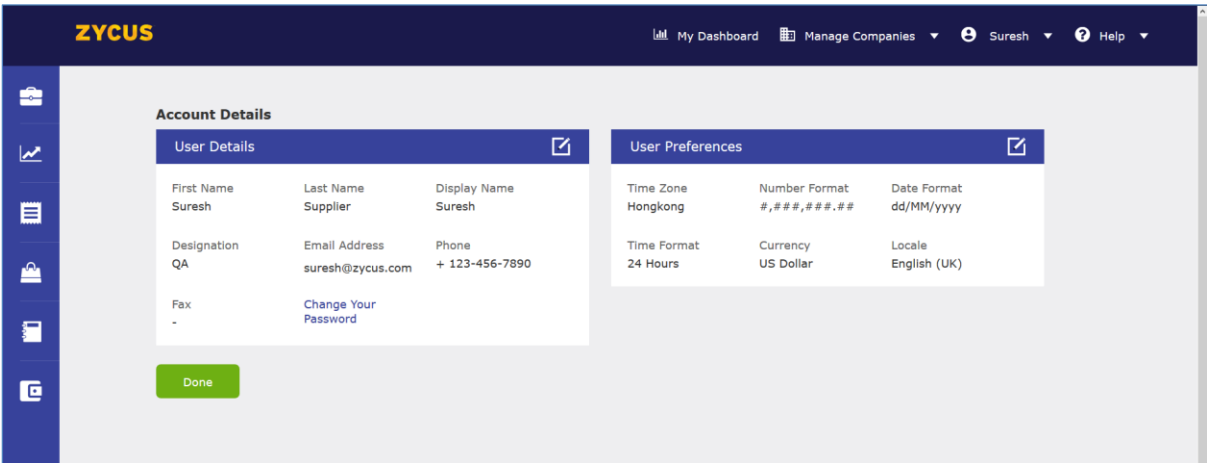 ZYCUS
My Dashboard Manage Companies Suresh Help
Account Details
User Details
First Name Last Name Display Name
Suresh Supplier Suresh
Designation Email Address Phone
QA suresh@zycus.com + 123-456-7890
Fax Change Your
- Password
User Preferences
Time Zone Number Format Date Format
Hongkong #,###,###.## dd/MM/yyyy
Time Format Currency Locale
24 Hours US Dollar English (UK)
Done